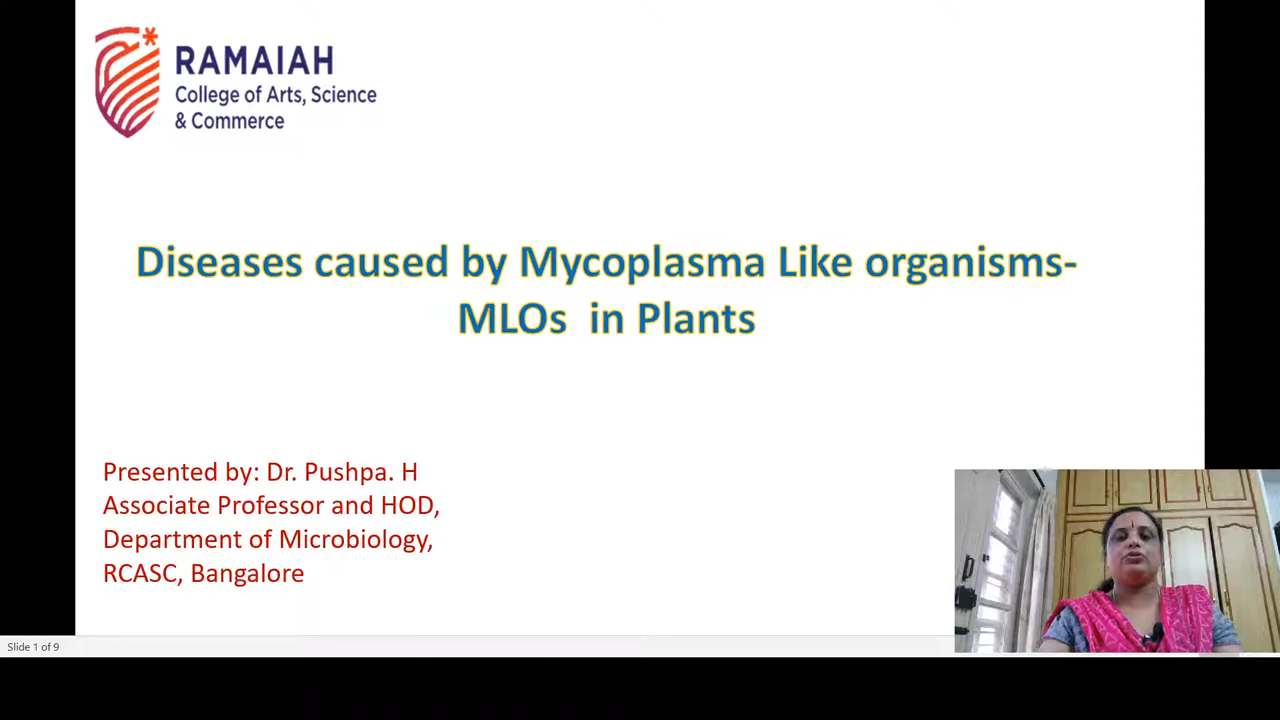 RAMAIAH
College of Arts, Science
& Commerce
Diseases caused by Mycoplasma Like organisms-
MLOs in Plants
Presented by: Dr. Pushpa. H
Associate Professor and HOD,
Department of Microbiology,
RCASC, Bangalore
Slide 1 of 9